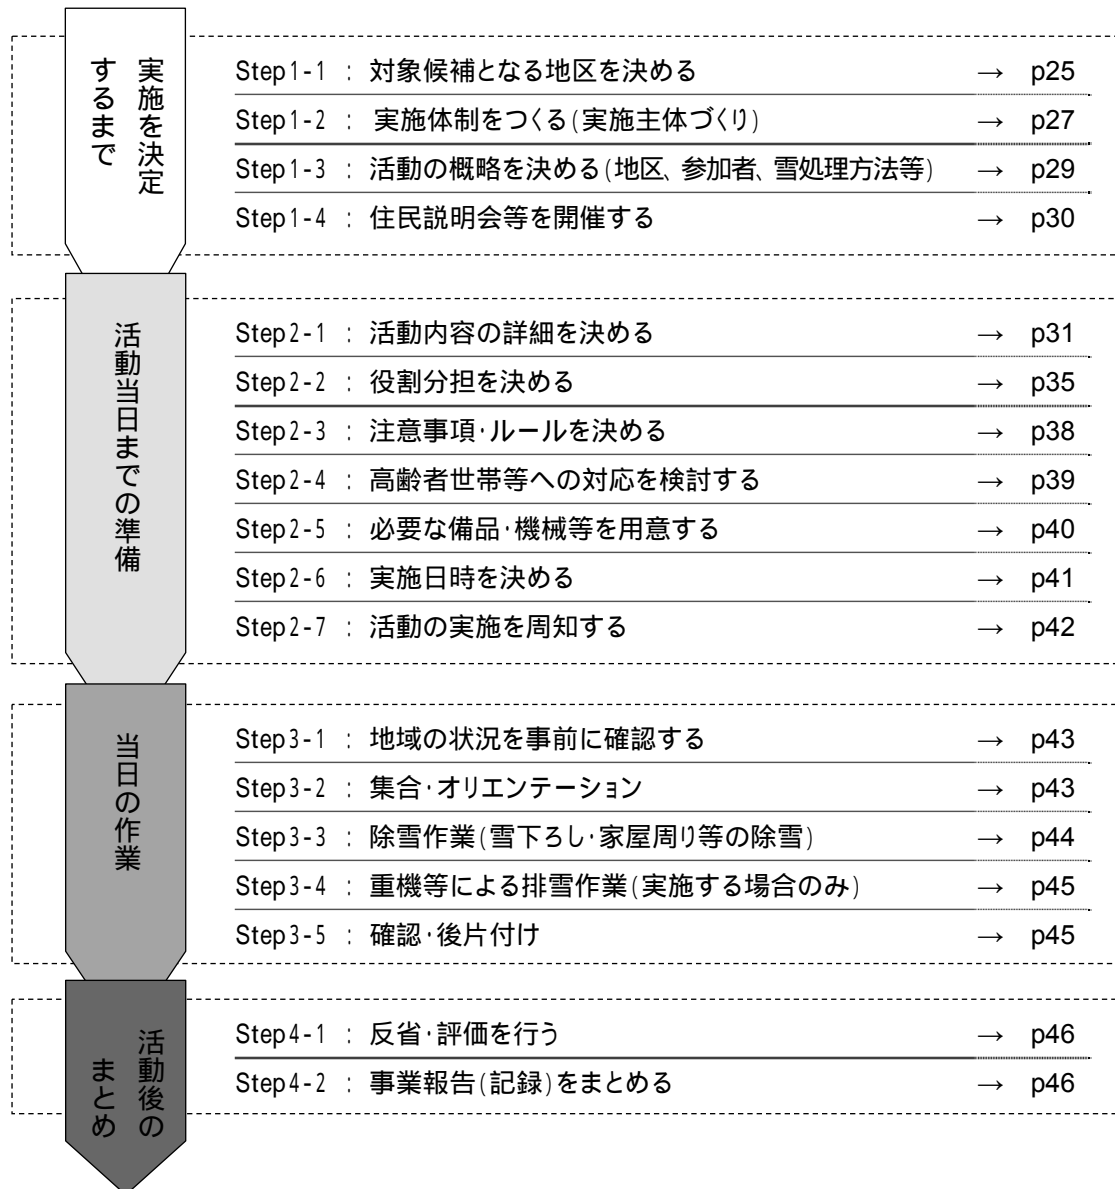 実施を決定
するまで
Step1-1 : 対象候補となる地区を決める → p25
Step1-2 : 実施体制をつくる(実施主体づくり) → p27
Step1-3 : 活動の概略を決める(地区、参加者、雪処理方法等) → p29
Step1-4 : 住民説明会等を開催する → p30
活動当日までの準備
Step2-1 : 活動内容の詳細を決める → p31
Step2-2 : 役割分担を決める → p35
Step2-3 : 注意事項・ルールを決める → p38
Step2-4 : 高齢者世帯等への対応を検討する → p39
Step2-5 : 必要な備品・機械等を用意する → p40
Step2-6 : 実施日時を決める → p41
Step2-7 : 活動の実施を周知する → p42
当日の作業
Step3-1 : 地域の状況を事前に確認する → p43
Step3-2 : 集合・オリエンテーション → p43
Step3-3 : 除雪作業(雪下ろし・家屋周り等の除雪) → p44
Step3-4 : 重機等による排雪作業(実施する場合のみ) → p45
Step3-5 : 確認・後片付け → p45
活動後の
まとめ
Step4-1 : 反省・評価を行う → p46
Step4-2 : 事業報告(記録)をまとめる → p46